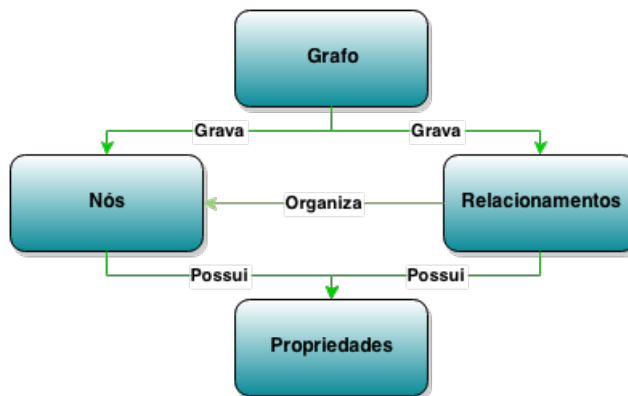 Grafo
Grava
Grava
Nós
Organiza
Relacionamentos
Possui
Possui
Propriedades